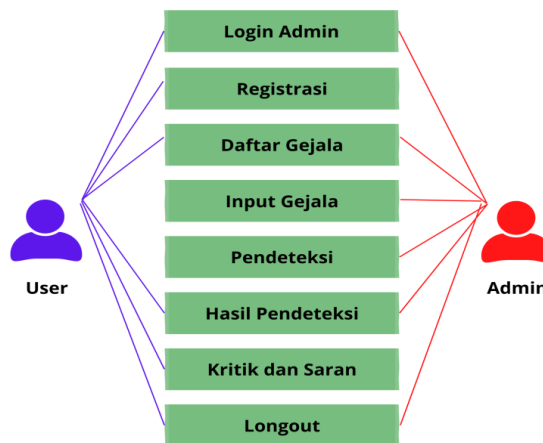 Login Admin
Registrasi
Daftar Gejala
Input Gejala
Pendeteksi
User
Admin
Hasil Pendeteksi
Kritik dan Saran
Longout